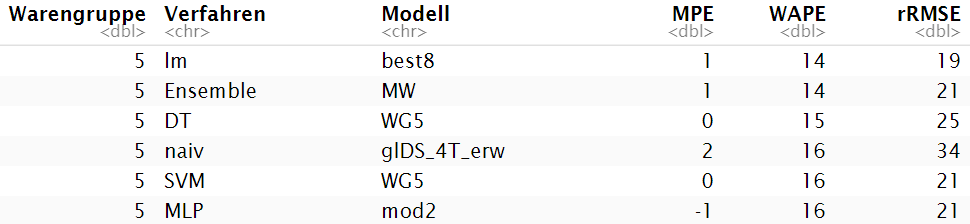 Warengruppe Verfahren Modell MPE WAPE rRMSE
<dbl> <chr> <chr> <dbl> <dbl> <dbl>
5 lm best8 1 14 19
5 Ensemble MW 1 14 21
5 DT WG5 0 15 25
5 naiv glDS_4T_erw 2 16 34
5 SVM WG5 0 16 21
5 MLP mod2 -1 16 21